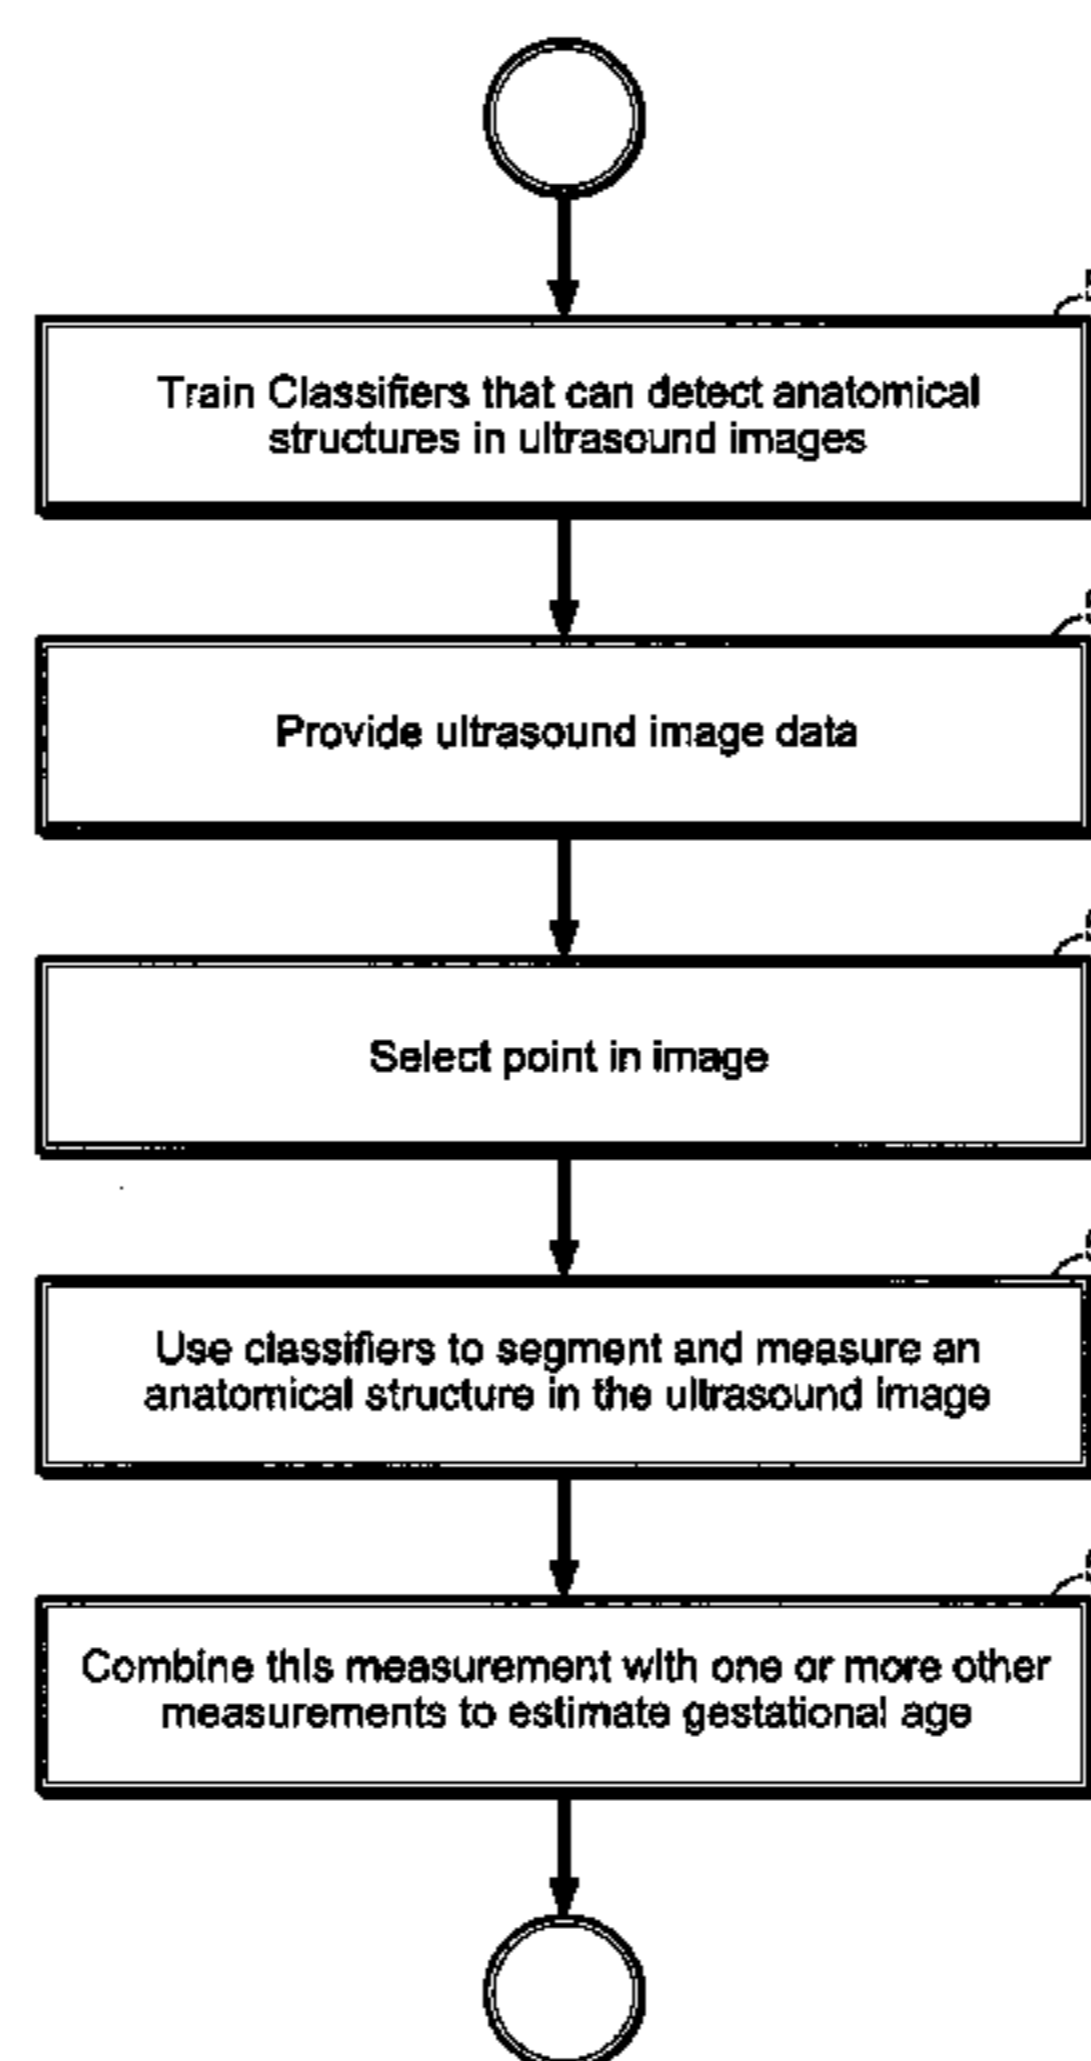 Train Classifiers that can detect anatomical
structures in ultrasound images
Provide ultrasound image data
Select point in image
Use classifiers to segment and measure an
anatomical structure in the ultrasound image
Combine this measurement with one or more other
measurements to estimate gestational age